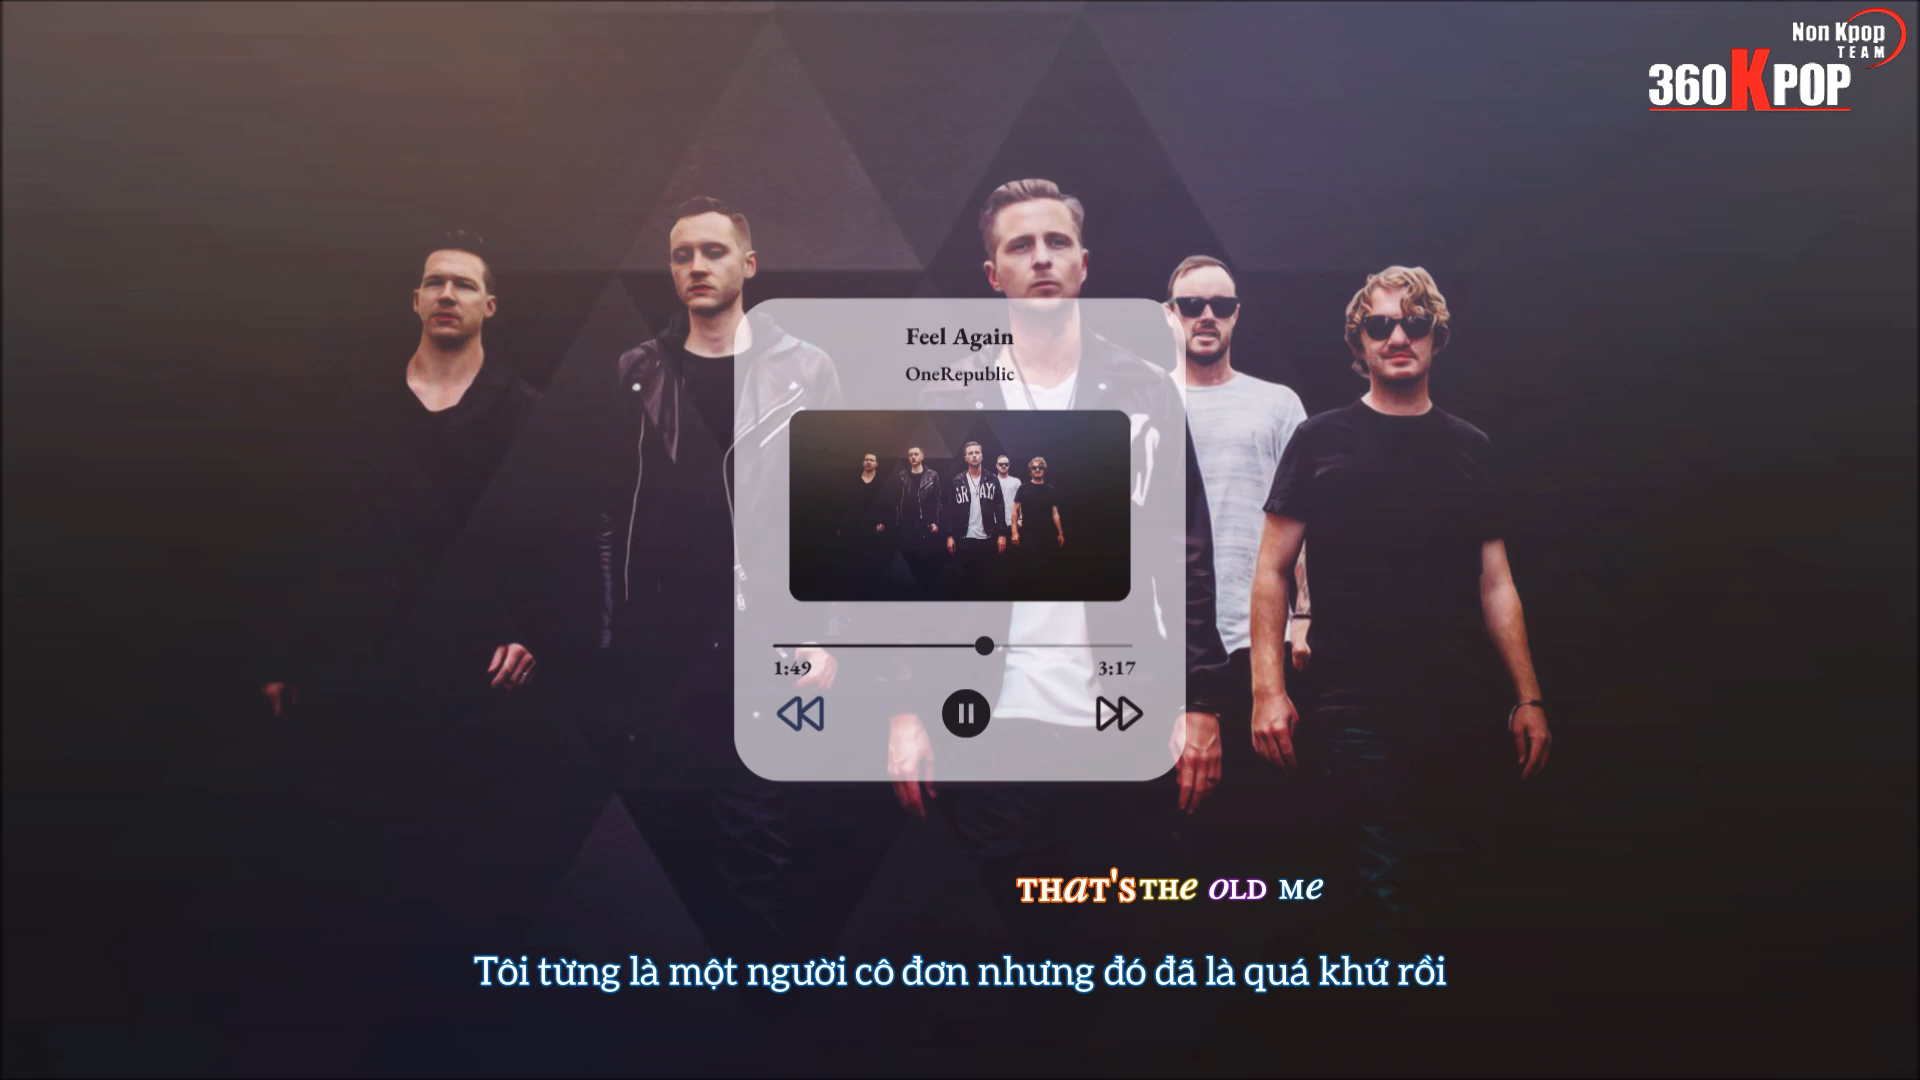 Non Kpop
TEAM
360KPOP
Feel Again
OneRepublic
1:49
3:17
THaT'S THe OLD Me
Tôi từng là một người cô đơn nhưng đó đã là quá khứ rồi